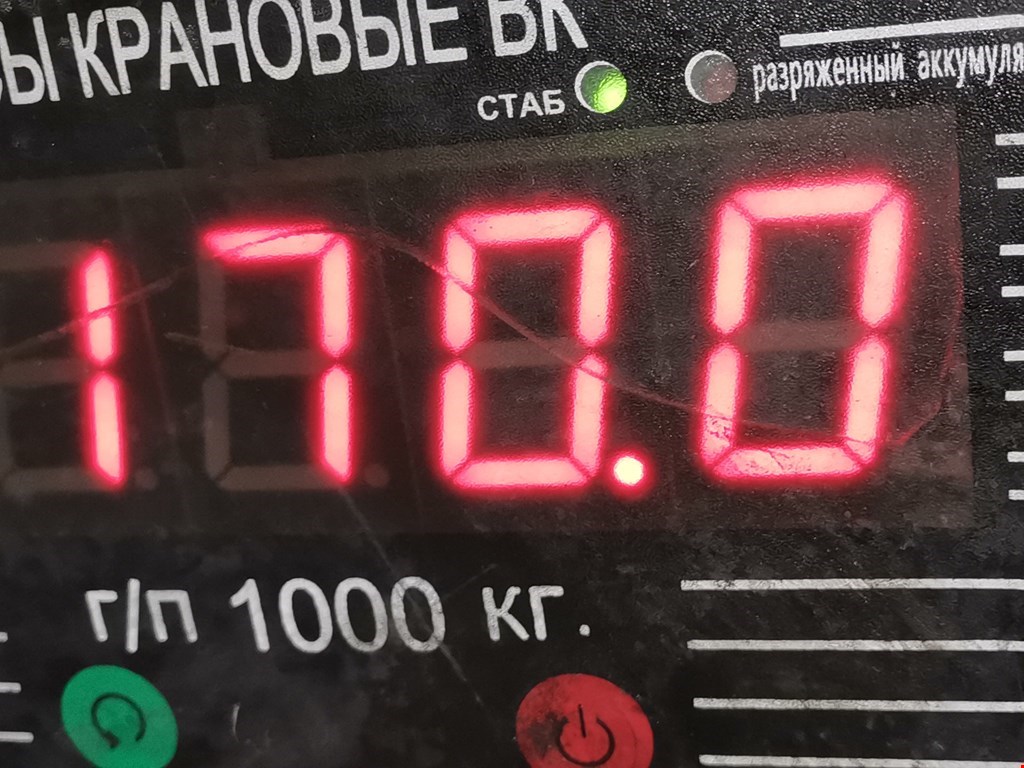 КРАНОВЫЕ ВК
СТАБ
разряженный
170.0
г/п 1000 кг.